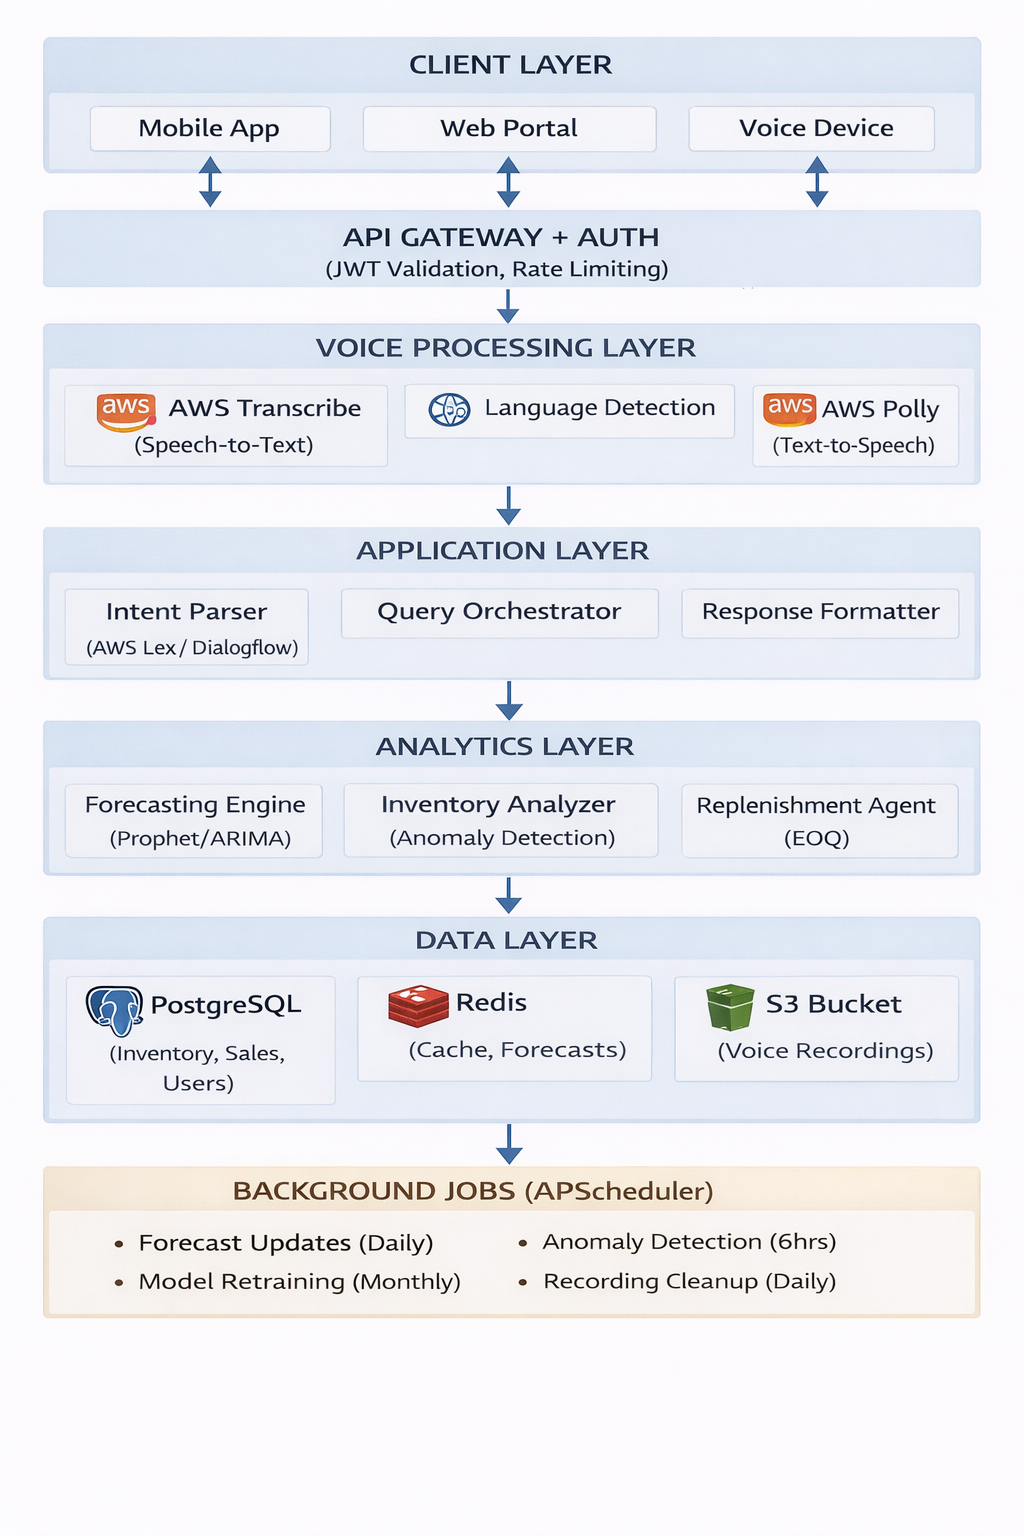 CLIENT LAYER
Mobile App
Web Portal
Voice Device
API GATEWAY + AUTH
(JWT Validation, Rate Limiting)
VOICE PROCESSING LAYER
aws AWS Transcribe
(Speech-to-Text)
Language Detection
aws AWS Polly
(Text-to-Speech)
APPLICATION LAYER
Intent Parser
(AWS Lex / Dialogflow)
Query Orchestrator
Response Formatter
ANALYTICS LAYER
Forecasting Engine
(Prophet/ARIMA)
Inventory Analyzer
(Anomaly Detection)
Replenishment Agent
(EOQ)
DATA LAYER
PostgreSQL
(Inventory, Sales,
Users)
Redis
(Cache, Forecasts)
S3 Bucket
(Voice Recordings)
BACKGROUND JOBS (APScheduler)
• Forecast Updates (Daily)
• Model Retraining (Monthly)
• Anomaly Detection (6hrs)
• Recording Cleanup (Daily)